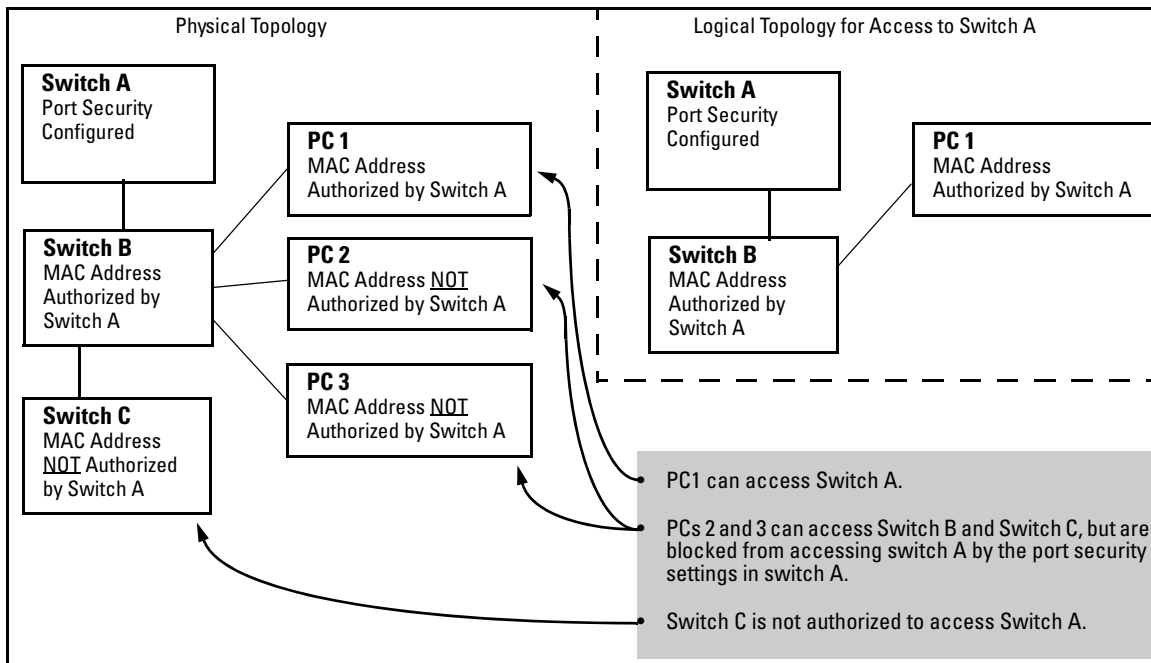 Physical Topology
Switch A
Port Security
Configured
PC 1
MAC Address
Authorized by Switch A
Switch B
MAC Address
Authorized by
Switch A
PC 2
MAC Address NOT
Authorized by Switch A
PC 3
MAC Address NOT
Authorized by Switch A
Switch C
MAC Address
NOT Authorized
by Switch A
Logical Topology for Access to Switch A
Switch A
Port Security
Configured
PC 1
MAC Address
Authorized by Switch A
Switch B
MAC Address
Authorized by
Switch A
• PC1 can access Switch A.
• PCs 2 and 3 can access Switch B and Switch C, but are
blocked from accessing switch A by the port security
settings in switch A.
• Switch C is not authorized to access Switch A.